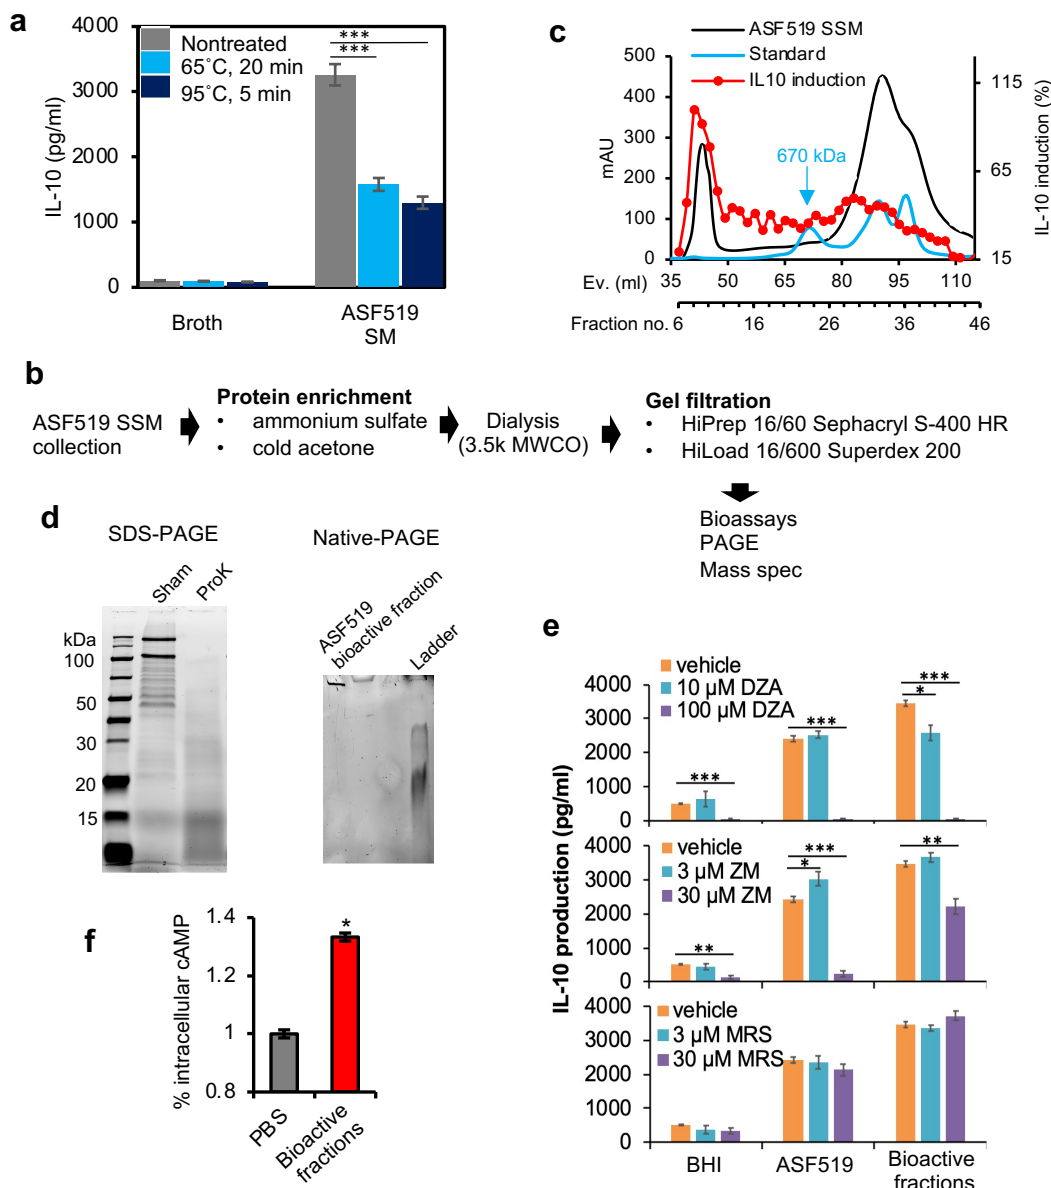 a
4000
3000
2000
1000
0
IL-10 (pg/ml)
Nontreated
65˚C, 20 min
95˚C, 5 min
***
***
Broth
ASF519
SM
c
ASF519 SSM
Standard
IL10 induction
500
400
300
200
100
0
mAU
670 kDa
115
65
15
IL-10 induction (%)
Ev. (ml)
35 50 65 80 95 110
Fraction no. 6 16 26 36 46
b
ASF519 SSM
collection
Protein enrichment
• ammonium sulfate
• cold acetone
Dialysis
(3.5k MWCO)
Gel filtration
• HiPrep 16/60 Sephacryl S-400 HR
• HiLoad 16/600 Superdex 200
Bioassays
PAGE
Mass spec
d
SDS-PAGE
Sham
ProK
kDa
100
50
30
20
15
Native-PAGE
ASF519
bioactive fraction
Ladder
e
IL-10 production (pg/ml)
vehicle
10 µM DZA
100 µM DZA
4000
3000
2000
1000
0
***
***
***
*
vehicle
3 µM ZM
30 µM ZM
4000
3000
2000
1000
0
**
***
*
**
vehicle
3 µM MRS
30 µM MRS
4000
3000
2000
1000
0
BHI
ASF519
Bioactive
fractions
f
% intracellular cAMP
1.4
1.2
1
0.8
*
PBS
Bioactive
fractions